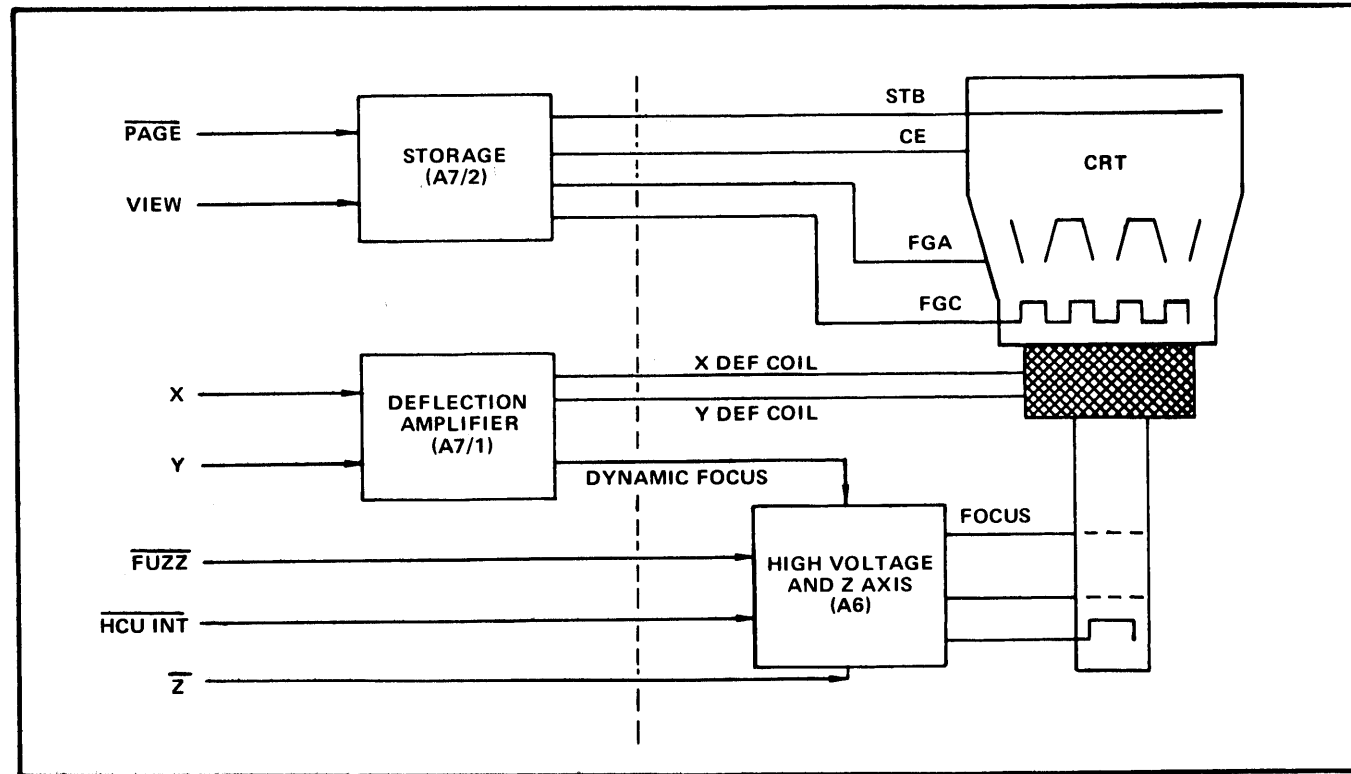 PAGE
VIEW
STORAGE
(A7/2)
STB
CE
CRT
FGA
FGC
X
Y
DEFLECTION
AMPLIFIER
(A7/1)
X DEF COIL
Y DEF COIL
DYNAMIC FOCUS
FUZZ
HCU INT
Z
HIGH VOLTAGE
AND Z AXIS
(A6)
FOCUS